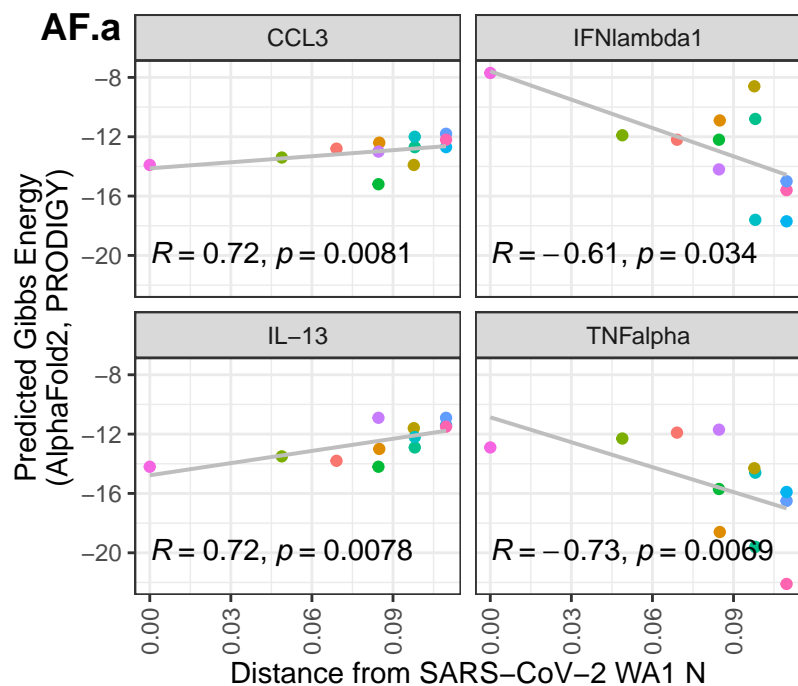 AF.a
CCL3
IFNlambda1
−8
−12
−16
−20
R = 0.72, p = 0.0081
R = −0.61, p = 0.034
IL−13
TNFalpha
−8
−12
−16
−20
R = 0.72, p = 0.0078
R = −0.73, p = 0.0069
0.00
0.03
0.06
0.09
0.00
0.03
0.06
0.09
Predicted Gibbs Energy
(AlphaFold2, PRODIGY)
Distance from SARS−CoV−2 WA1 N